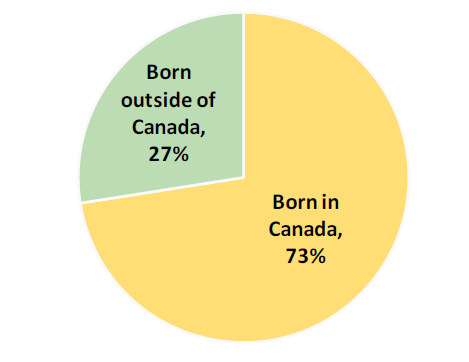 Born
outside of
Canada,
27%
Born in
Canada,
73%